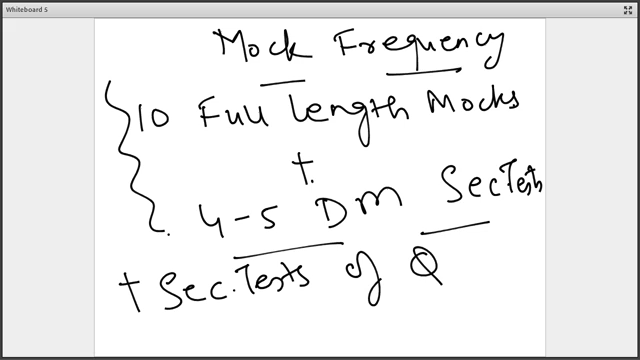 Whiteboard 5
Mock Frequency
10 Full length Mocks
+
4-5 DM SecTests
+ Sec.Tests of Q